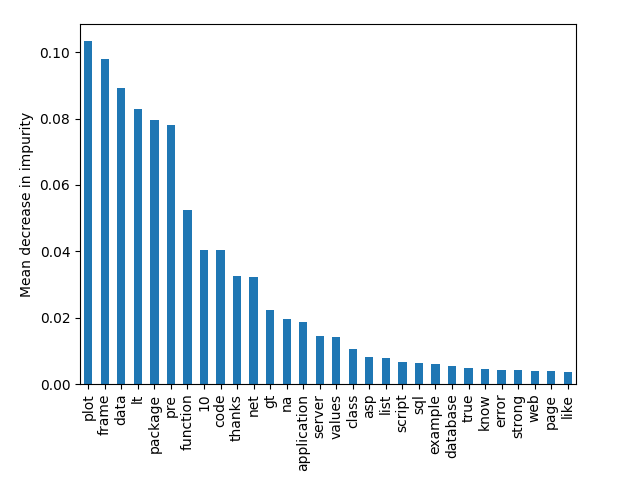 0.10
0.08
0.06
0.04
0.02
0.00
Mean decrease in impurity
plot
frame
data
lt
package
pre
function
10
code
thanks
net
gt
na
application
server
values
class
asp
list
script
sql
example
database
true
know
error
strong
web
page
like